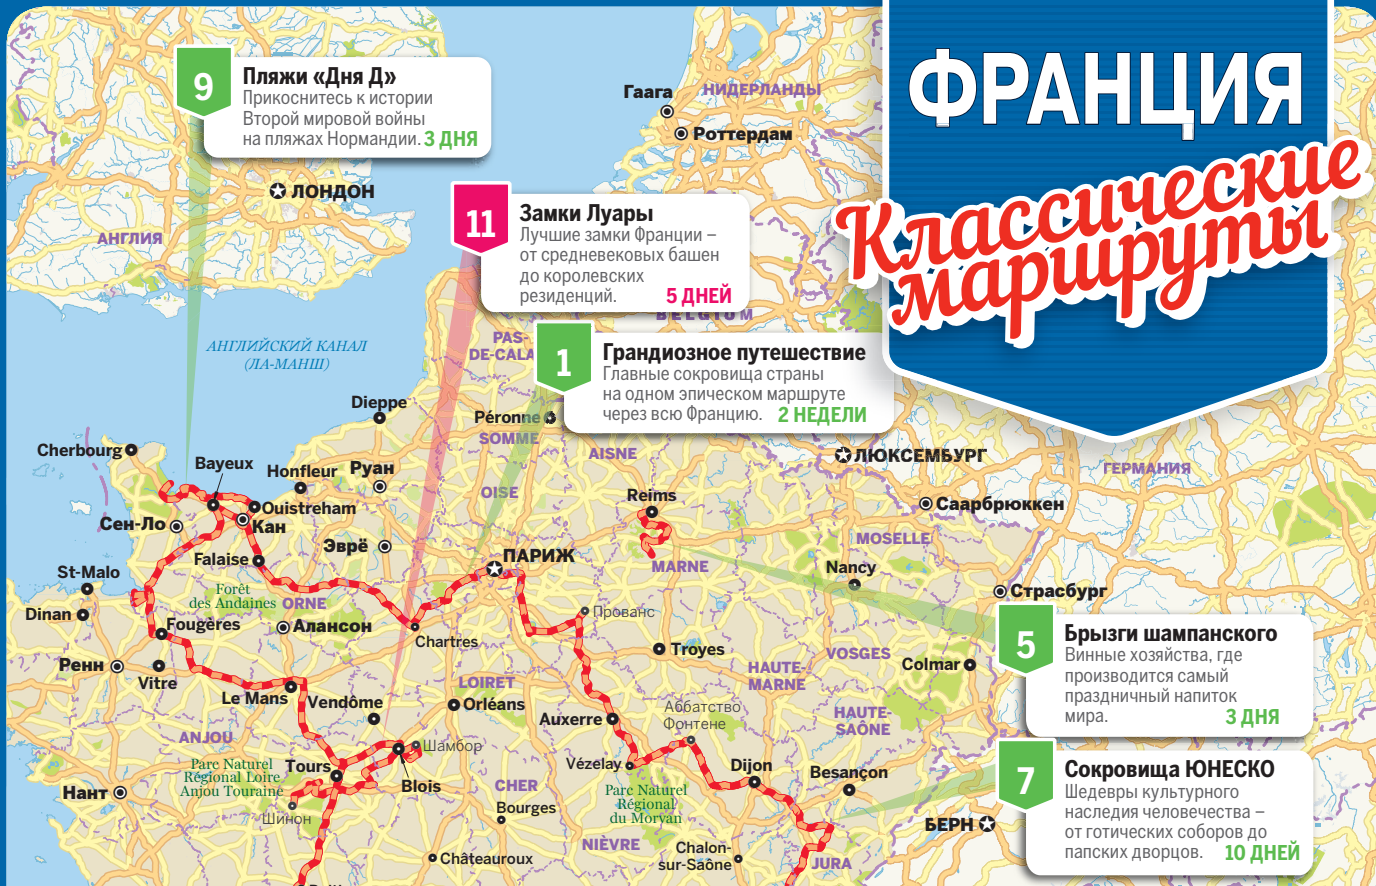 ФРАНЦИЯ
Классические
маршруты
9
Пляжи «Дня Д»
Прикоснитесь к истории
Второй мировой войны
на пляжах Нормандии. 3 ДНЯ
11
Замки Луары
Лучшие замки Франции –
от средневековых башен
до королевских
резиденций. 5 ДНЕЙ
1
Грандиозное путешествие
Главные сокровища страны
на одном эпическом маршруте
через всю Францию. 2 НЕДЕЛИ
5
Брызги шампанского
Винные хозяйства, где
производится самый
праздничный напиток
мира. 3 ДНЯ
7
Сокровища ЮНЕСКО
Шедевры культурного
наследия человечества –
от готических соборов до
папских дворцов. 10 ДНЕЙ
Гаага
НИДЕРЛАНДЫ
Роттердам
ЛОНДОН
АНГЛИЯ
BELGIUM
АНГЛИЙСКИЙ КАНАЛ
(ЛА-МАНШ)
PAS-
DE-CALA
Dieppe
Péronne
SOMME
AISNE
ЛЮКСЕМБУРГ
ГЕРМАНИЯ
Cherbourg
Bayeux
Honfleur
Руан
OISE
Reims
Саарбрюккен
Ouistreham
Сен-Ло
Кан
Эврё
ПАРИЖ
MOSELLE
Falaise
MARNE
Nancy
St-Malo
Forêt
des Andaines
ORNE
Страсбург
Dinan
Fougères
Алансон
Chartres
Прованс
Ренн
Vitre
Troyes
VOSGES
Colmar
HAUTE-
MARNE
Le Mans
Vendôme
LOIRET
Orléans
Auxerre
Аббатство
Фонтене
HAUTE-
SAÔNE
ANJOU
Шамбор
Parc Naturel
Régional Loire
Anjou Touraine
Tours
Blois
Vézelay
Dijon
Besançon
Нант
Шинон
CHER
Bourges
Parc Naturel
Régional
du Morvan
БЕРН
NIÈVRE
Châteauroux
Chalon-
sur-Saône
JURA